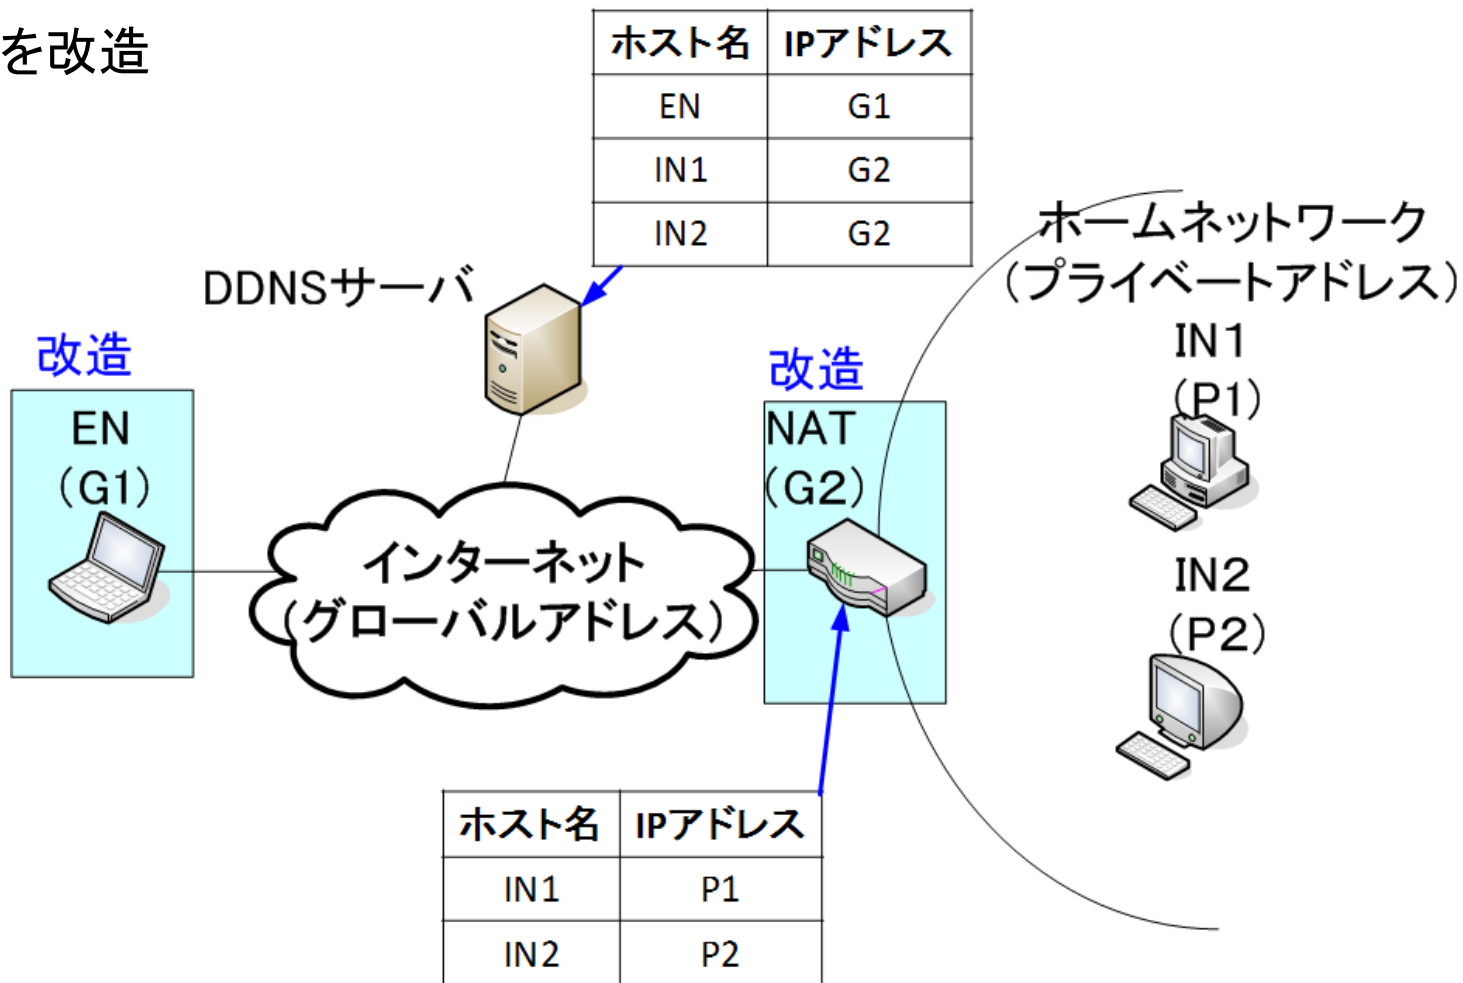 を改造
ホスト名 IPアドレス
EN G1
IN1 G2
IN2 G2
DDNSサーバ
ホームネットワーク
(プライベートアドレス)
改造
EN
(G1)
改造
NAT
(G2)
IN1
(P1)
インターネット
(グローバルアドレス)
IN2
(P2)
ホスト名 IPアドレス
IN1 P1
IN2 P2